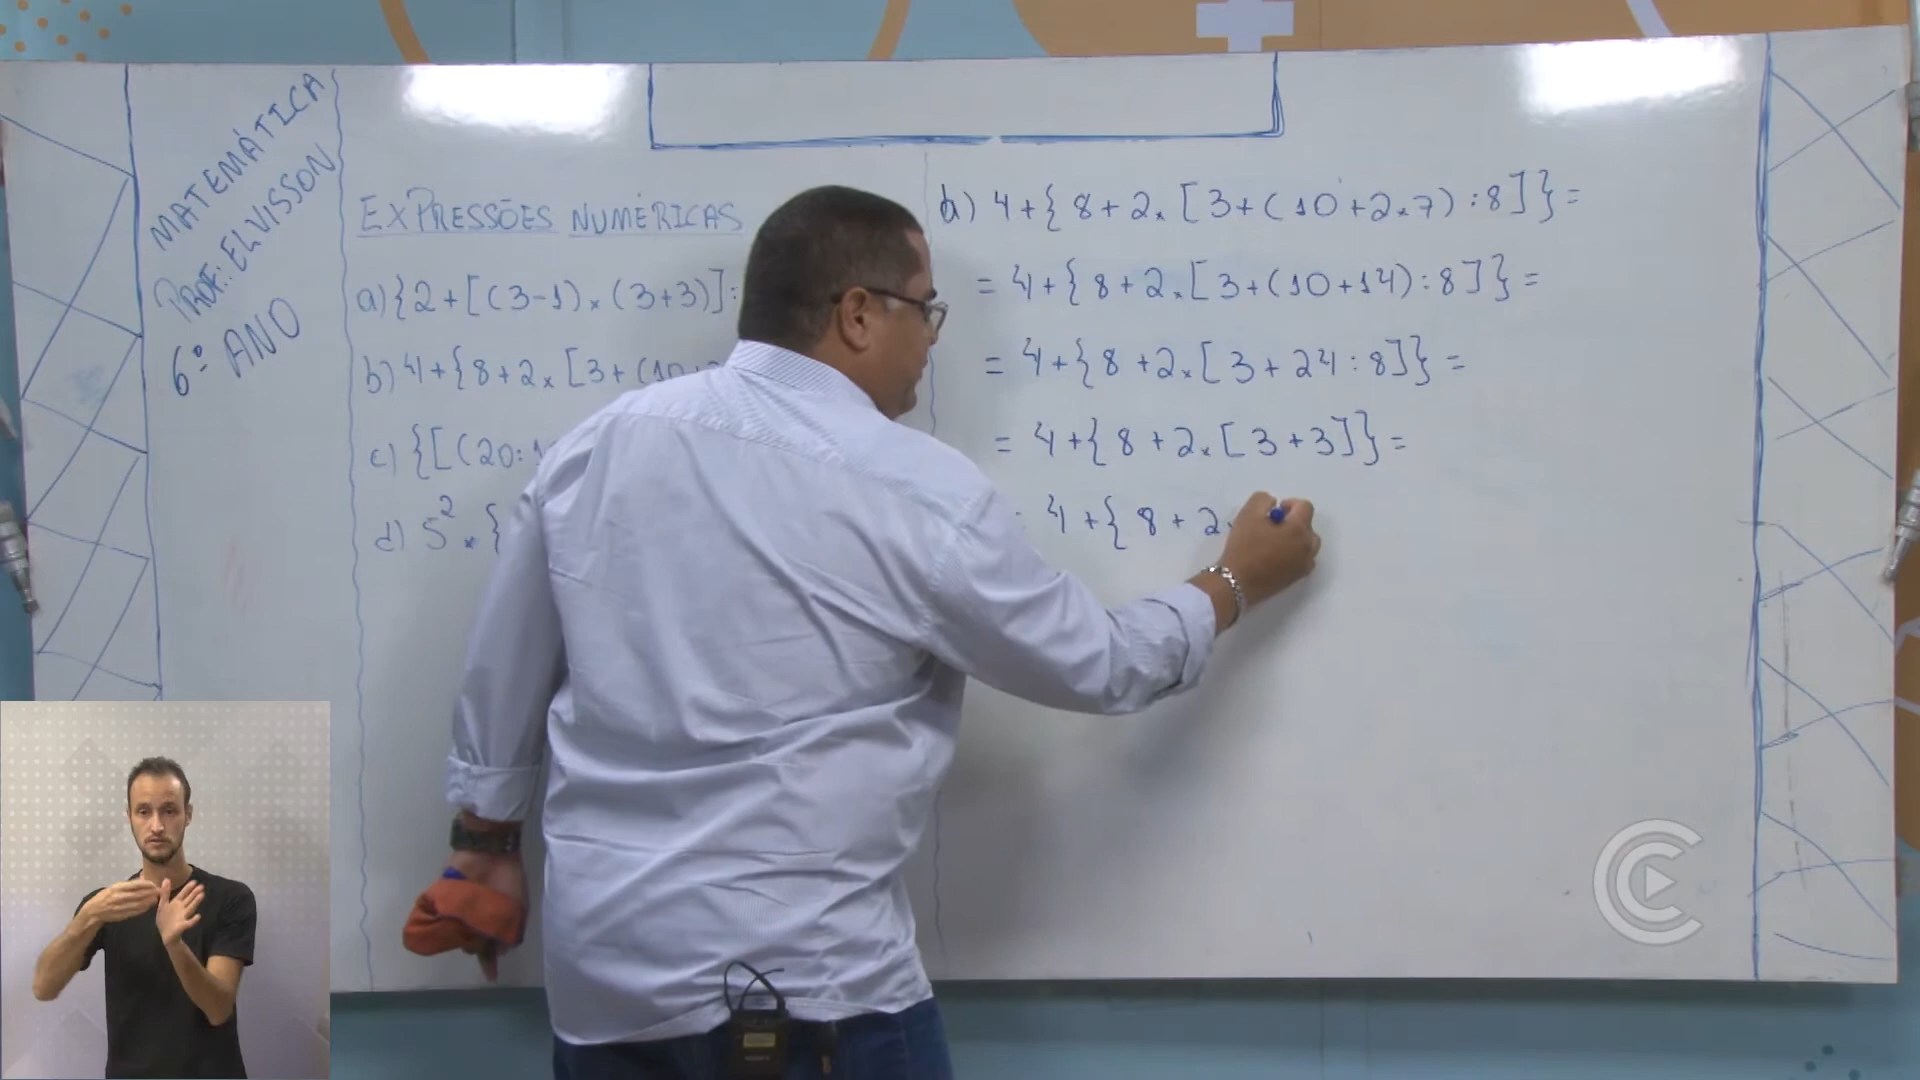 MATEMÁTICA
PROF.: ELVISSON
6º ANO
EXPRESSÕES NUMÉRICAS
a) {2 + [(3-1) × (3+3)] :
b) 4 + {8 + 2 × [3 + (10
c) {[(20:
d) 5² × {
b) 4 + {8 + 2 × [3 + (10 + 2 × 7) : 8]} =
= 4 + {8 + 2 × [3 + (10 + 14) : 8]} =
= 4 + {8 + 2 × [3 + 24 : 8]} =
= 4 + {8 + 2 × [3 + 3]} =
4 + {8 + 2